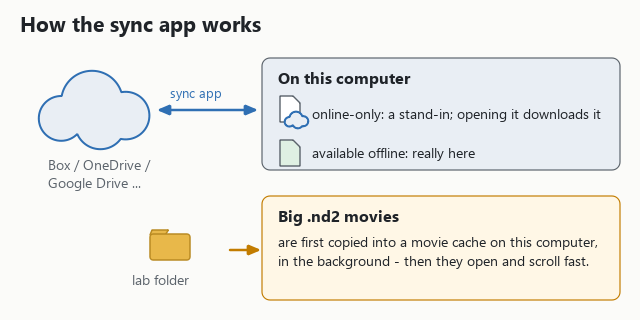 How the sync app works
sync app
Box / OneDrive /
Google Drive ...
On this computer
online-only: a stand-in; opening it downloads it
available offline: really here
lab folder
Big .nd2 movies
are first copied into a movie cache on this computer,
in the background - then they open and scroll fast.